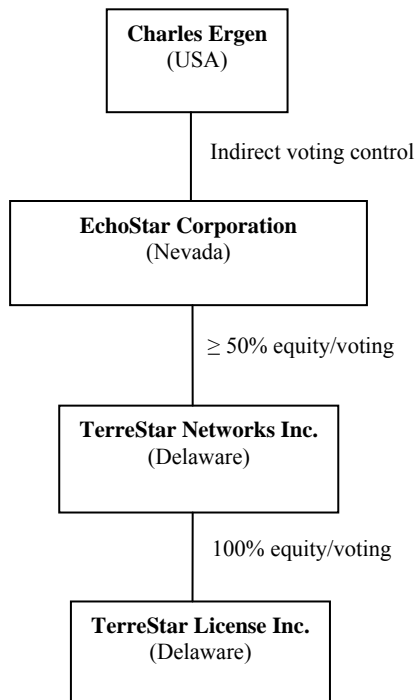 Charles Ergen
(USA)
Indirect voting control
EchoStar Corporation
(Nevada)
≥ 50% equity/voting
TerreStar Networks Inc.
(Delaware)
100% equity/voting
TerreStar License Inc.
(Delaware)